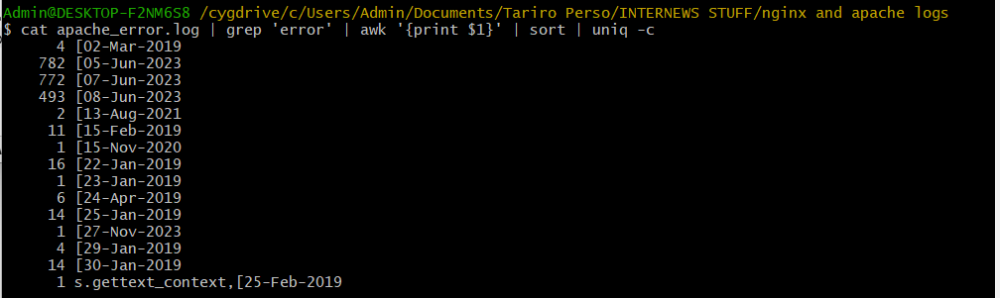 Admin@DESKTOP-F2NM6S8 /cygdrive/c/Users/Admin/Documents/Tariro Perso/INTERNEWS STUFF/nginx and apache logs
$ cat apache_error.log | grep 'error' | awk '{print $1}' | sort | uniq -c
4 [02-Mar-2019
782 [05-Jun-2023
772 [07-Jun-2023
493 [08-Jun-2023
2 [13-Aug-2021
11 [15-Feb-2019
1 [15-Nov-2020
16 [22-Jan-2019
1 [23-Jan-2019
6 [24-Apr-2019
14 [25-Jan-2019
1 [27-Nov-2023
4 [29-Jan-2019
14 [30-Jan-2019
1 s.gettext_context,[25-Feb-2019